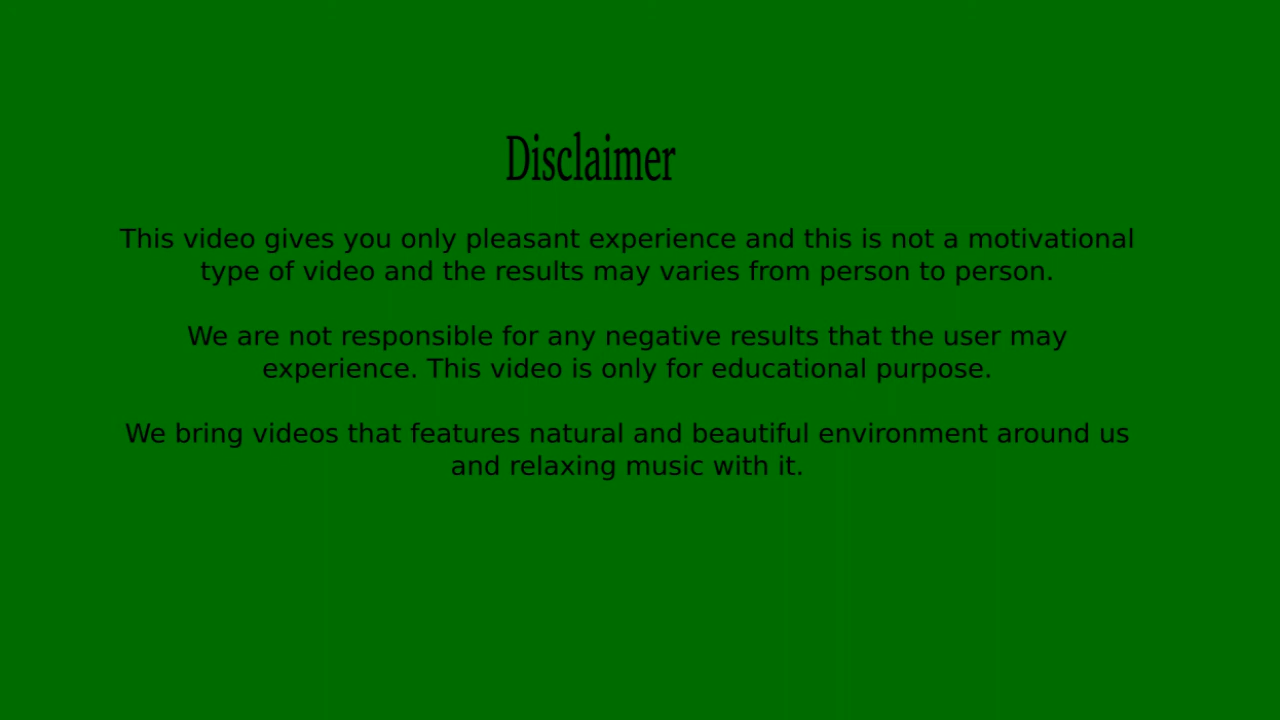 Disclaimer
This video gives you only pleasant experience and this is not a motivational
type of video and the results may varies from person to person.
We are not responsible for any negative results that the user may
experience. This video is only for educational purpose.
We bring videos that features natural and beautiful environment around us
and relaxing music with it.